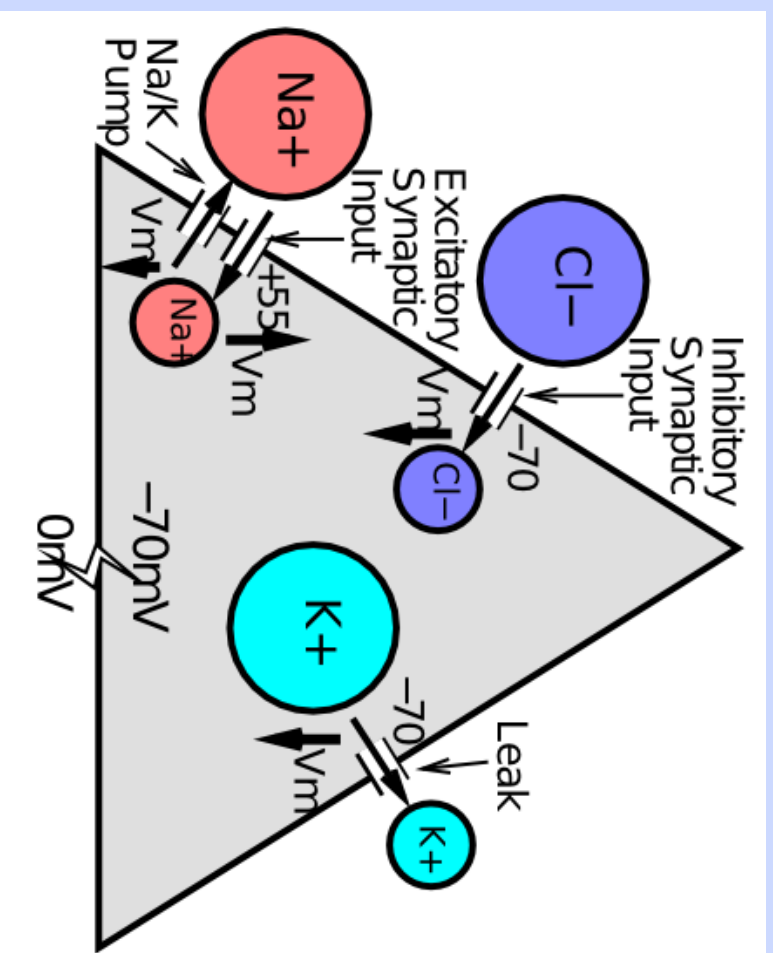 Inhibitory
Synaptic
Input
Cl−
−70
Leak
Excitatory
Synaptic
Input
Vm
Cl−
K+
−70
K+
Vm
Na+
+55
Vm
Na+
Na/K
Pump
Vm
−70mV
0mV